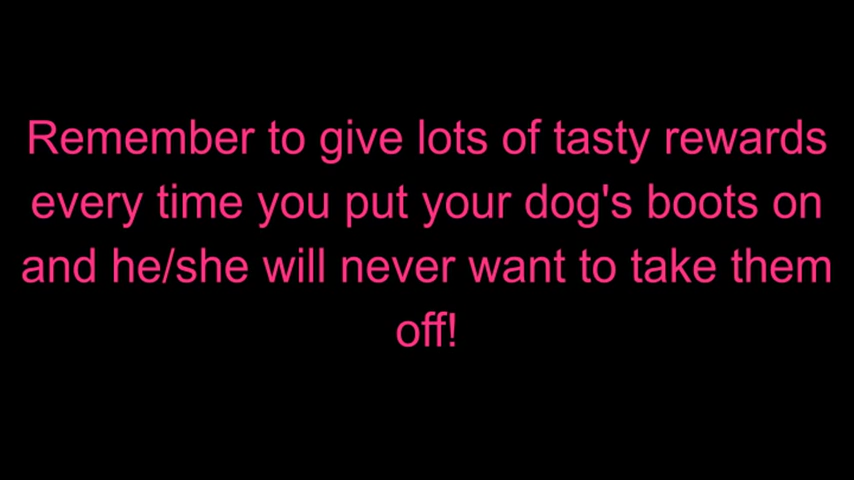 Remember to give lots of tasty rewards
every time you put your dog's boots on
and he/she will never want to take them
off!